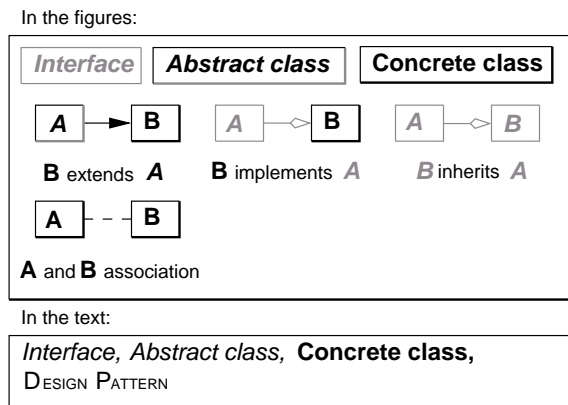 In the figures:
Interface Abstract class Concrete class
A B A B A B
B extends A B implements A B inherits A
A B
A and B association
In the text:
Interface, Abstract class, Concrete class,
DESIGN PATTERN